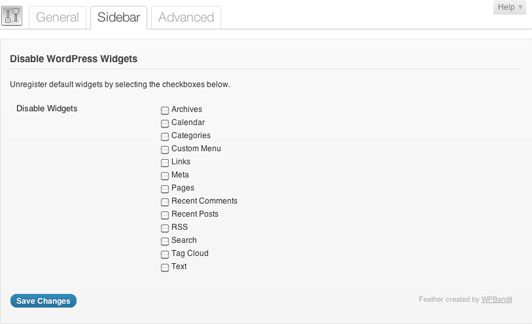 Help
General Sidebar Advanced
Disable WordPress Widgets
Unregister default widgets by selecting the checkboxes below.
Disable Widgets
Archives
Calendar
Categories
Custom Menu
Links
Meta
Pages
Recent Comments
Recent Posts
RSS
Search
Tag Cloud
Text
Save Changes
Feather created by WPBandit